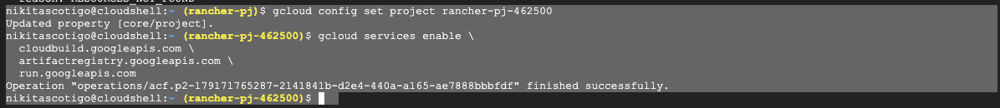 nikitascotigo@cloudshell:~ (rancher-pj)$ gcloud config set project rancher-pj-462500
Updated property [core/project].
nikitascotigo@cloudshell:~ (rancher-pj-462500)$ gcloud services enable \
  cloudbuild.googleapis.com \
  artifactregistry.googleapis.com \
  run.googleapis.com
Operation "operations/acf.p2-179171765287-2141841b-d2e4-440a-a165-ae7888bbbfdf" finished successfully.
nikitascotigo@cloudshell:~ (rancher-pj-462500)$